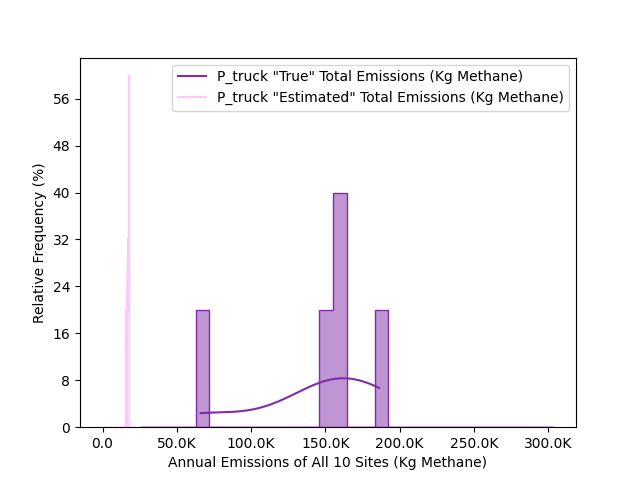 P_truck "True" Total Emissions (Kg Methane)
P_truck "Estimated" Total Emissions (Kg Methane)
Relative Frequency (%)
56
48
40
32
24
16
8
0
0.0 50.0K 100.0K 150.0K 200.0K 250.0K 300.0K
Annual Emissions of All 10 Sites (Kg Methane)